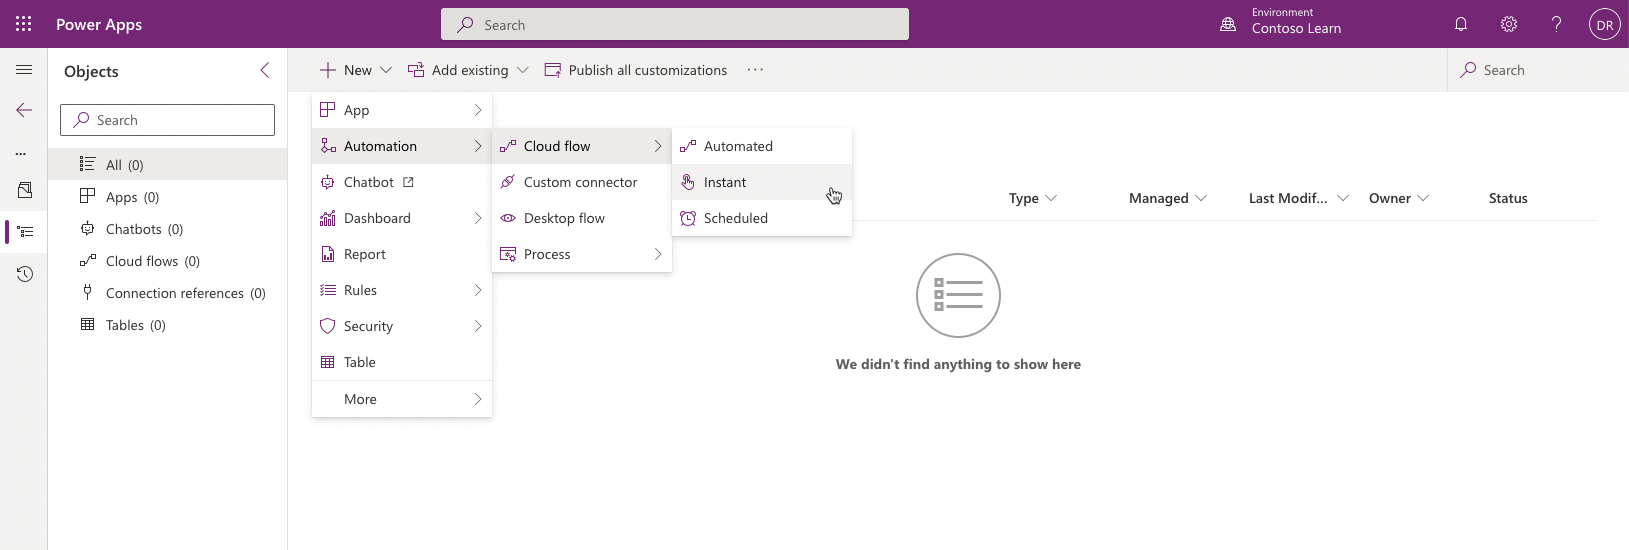 Power Apps
Search
Environment
Contoso Learn
DR
Objects
New
Add existing
Publish all customizations
Search
Search
All (0)
Apps (0)
Chatbots (0)
Cloud flows (0)
Connection references (0)
Tables (0)
App
Automation
Chatbot
Dashboard
Report
Rules
Security
Table
More
Cloud flow
Custom connector
Desktop flow
Process
Automated
Instant
Scheduled
Type
Managed
Last Modif...
Owner
Status
We didn't find anything to show here